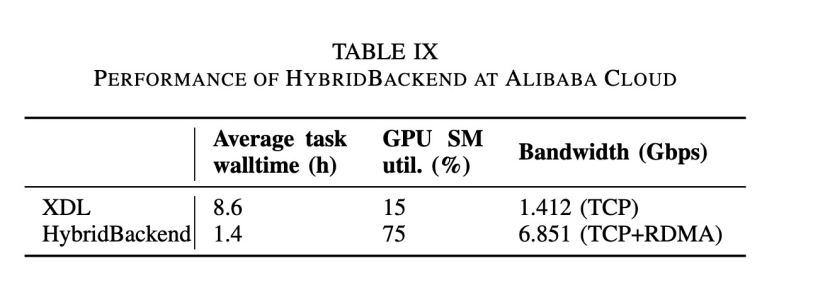 TABLE IX
PERFORMANCE OF HYBRIDBACKEND AT ALIBABA CLOUD
Average task walltime (h) GPU SM util. (%) Bandwidth (Gbps)
XDL 8.6 15 1.412 (TCP)
HybridBackend 1.4 75 6.851 (TCP+RDMA)